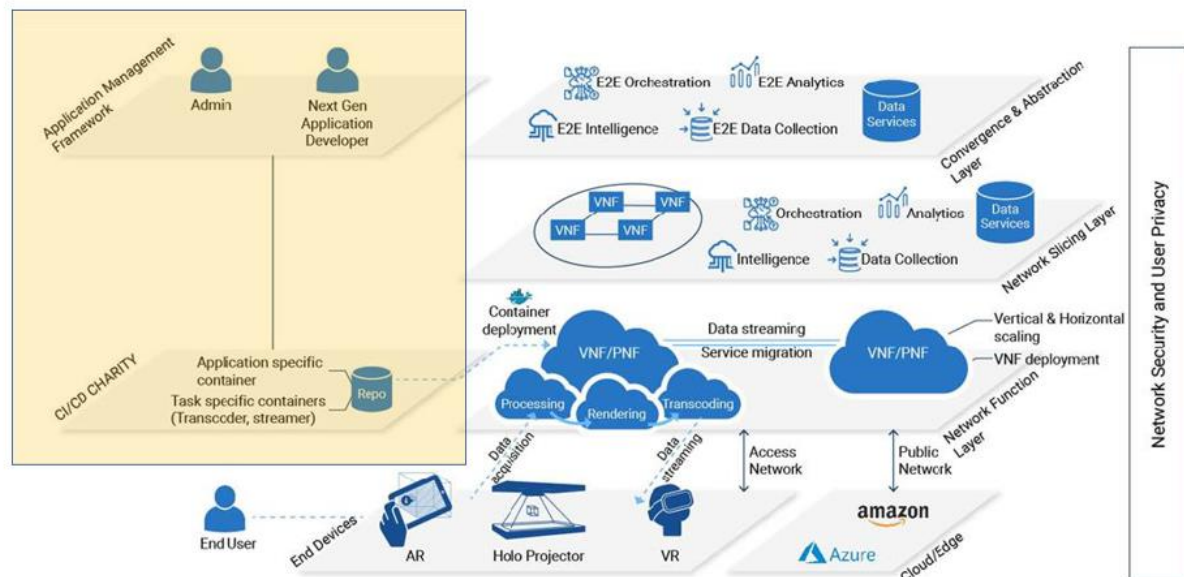 Application Management
Framework
Admin
Next Gen
Application
Developer
E2E Orchestration
E2E Analytics
E2E Intelligence
E2E Data Collection
Data
Services
Convergence & Abstraction
Layer
VNF
VNF
VNF
VNF
Orchestration
Analytics
Intelligence
Data Collection
Data
Services
Network Slicing Layer
CI/CD CHARITY
Application specific
container
Task specific containers
(Transcoder, streamer)
Repo
Container
deployment
VNF/PNF
Processing
Rendering
Transcoding
Data streaming
Service migration
VNF/PNF
Vertical & Horizontal
scaling
VNF deployment
Network Function
Layer
Data
acquisition
Data
streaming
Access
Network
Public
Network
End User
End Devices
AR
Holo Projector
VR
amazon
Azure
Cloud/Edge
Network Security and User Privacy